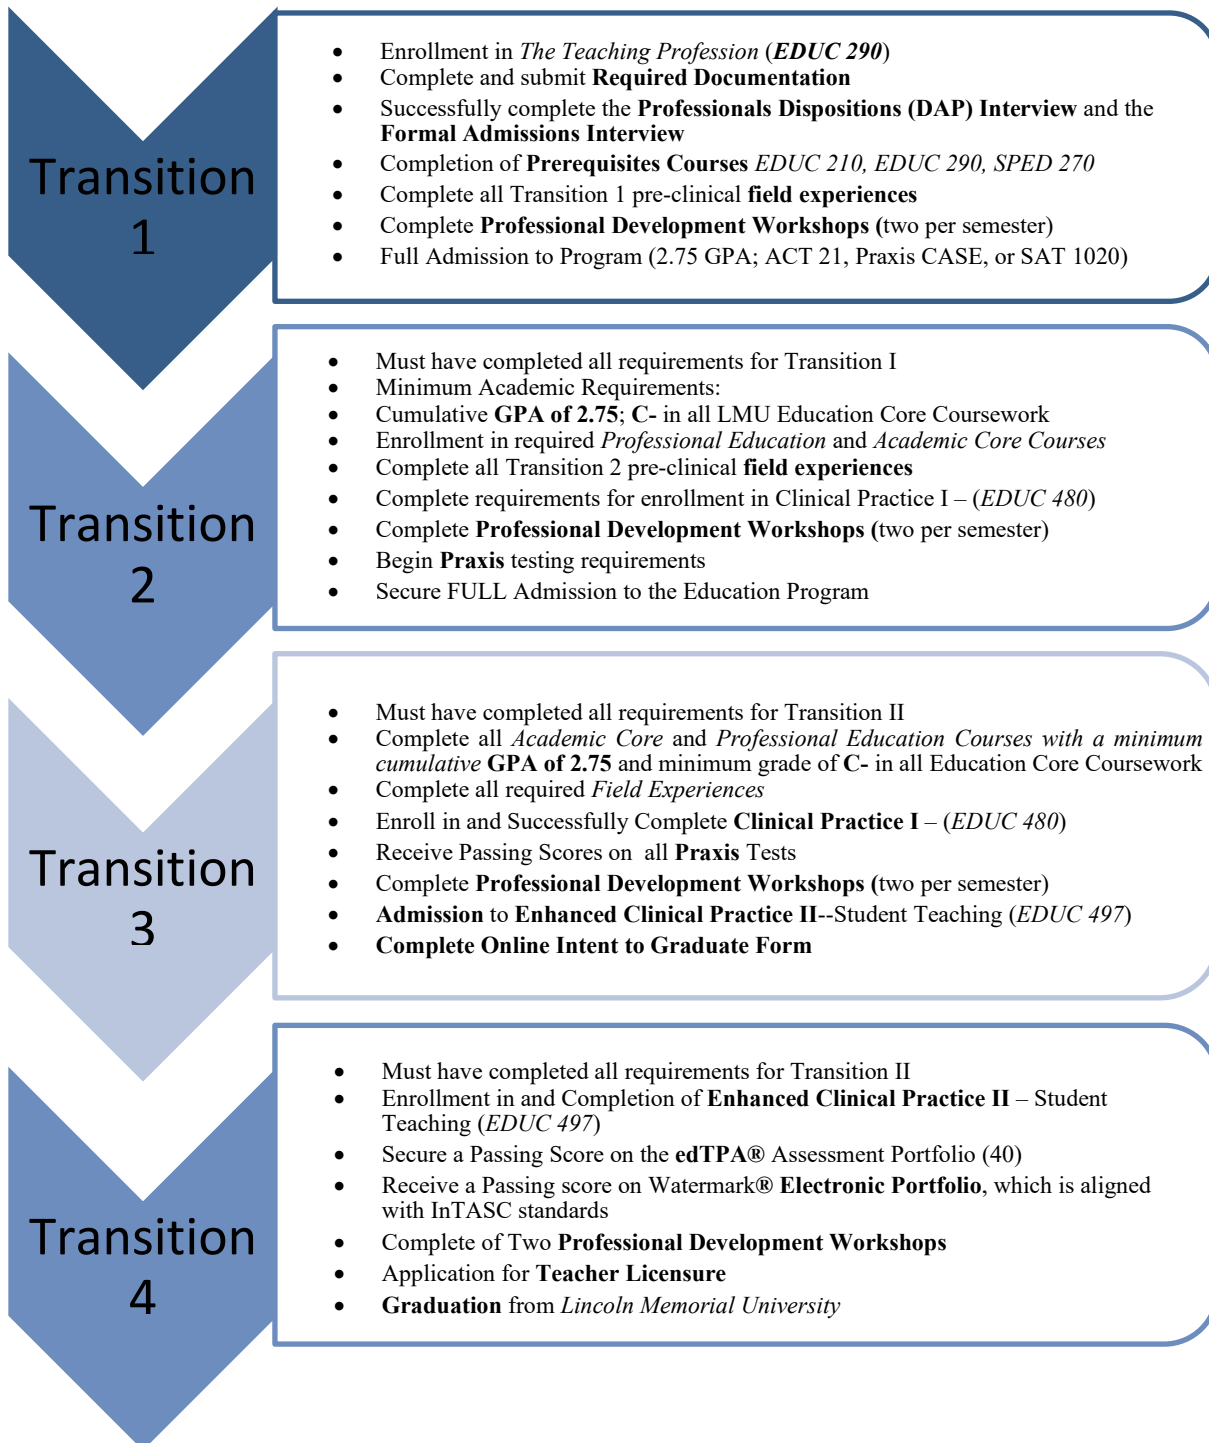 Transition
1
• Enrollment in The Teaching Profession (EDUC 290)
• Complete and submit Required Documentation
• Successfully complete the Professionals Dispositions (DAP) Interview and the
Formal Admissions Interview
• Completion of Prerequisites Courses EDUC 210, EDUC 290, SPED 270
• Complete all Transition 1 pre-clinical field experiences
• Complete Professional Development Workshops (two per semester)
• Full Admission to Program (2.75 GPA; ACT 21, Praxis CASE, or SAT 1020)
Transition
2
• Must have completed all requirements for Transition I
• Minimum Academic Requirements:
• Cumulative GPA of 2.75; C- in all LMU Education Core Coursework
• Enrollment in required Professional Education and Academic Core Courses
• Complete all Transition 2 pre-clinical field experiences
• Complete requirements for enrollment in Clinical Practice I – (EDUC 480)
• Complete Professional Development Workshops (two per semester)
• Begin Praxis testing requirements
• Secure FULL Admission to the Education Program
Transition
3
• Must have completed all requirements for Transition II
• Complete all Academic Core and Professional Education Courses with a minimum
cumulative GPA of 2.75 and minimum grade of C- in all Education Core Coursework
• Complete all required Field Experiences
• Enroll in and Successfully Complete Clinical Practice I – (EDUC 480)
• Receive Passing Scores on all Praxis Tests
• Complete Professional Development Workshops (two per semester)
• Admission to Enhanced Clinical Practice II--Student Teaching (EDUC 497)
• Complete Online Intent to Graduate Form
Transition
4
• Must have completed all requirements for Transition II
• Enrollment in and Completion of Enhanced Clinical Practice II – Student
Teaching (EDUC 497)
• Secure a Passing Score on the edTPA® Assessment Portfolio (40)
• Receive a Passing score on Watermark® Electronic Portfolio, which is aligned
with InTASC standards
• Complete of Two Professional Development Workshops
• Application for Teacher Licensure
• Graduation from Lincoln Memorial University